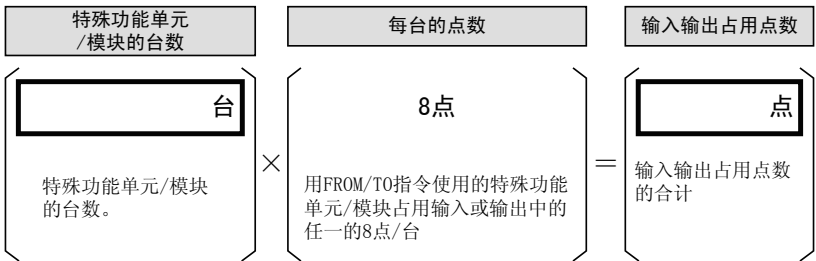 特殊功能单元
/模块的台数
每台的点数
输入输出占用点数
台
8点
点
×
=
特殊功能单元/模块
的台数。
用FROM/TO指令使用的特殊功能
单元/模块占用输入或输出中的
任一的8点/台
输入输出占用点数
的合计